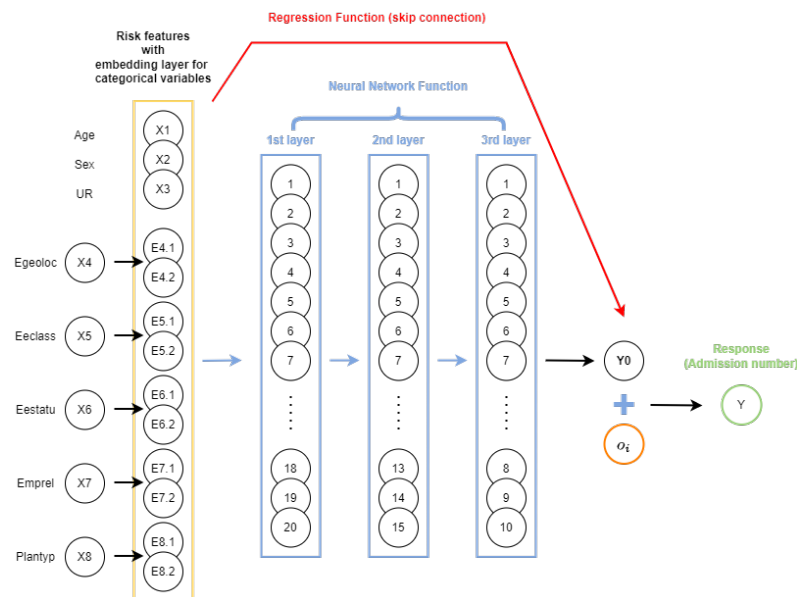 Regression Function (skip connection)
Risk features
with
embedding layer for
categorical variables
Neural Network Function
1st layer
2nd layer
3rd layer
Age
Sex
UR
X1
X2
X3
Egeoloc
X4
E4.1
E4.2
Eeclass
X5
E5.1
E5.2
Eestatu
X6
E6.1
E6.2
Emprel
X7
E7.1
E7.2
Plantyp
X8
E8.1
E8.2
1
2
3
4
5
6
7
18
19
20
1
2
3
4
5
6
7
13
14
15
1
2
3
4
5
6
7
8
9
10
Y0
+
oi
Response
(Admission number)
Y